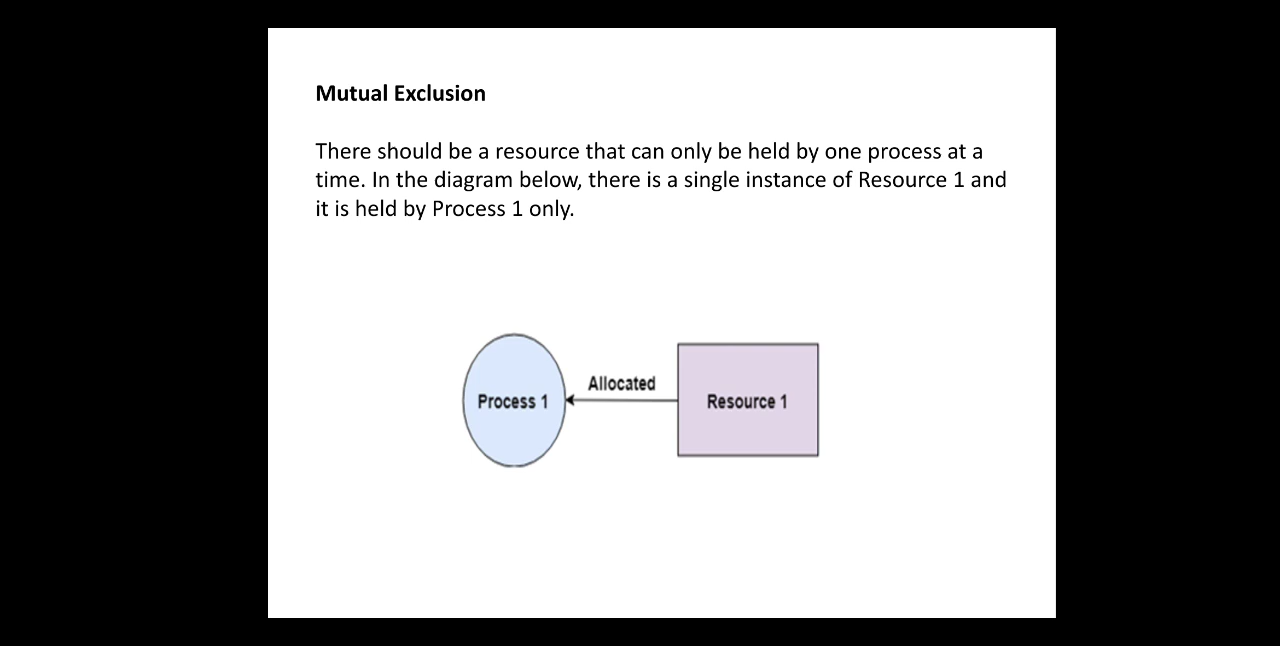 Mutual Exclusion
There should be a resource that can only be held by one process at a
time. In the diagram below, there is a single instance of Resource 1 and
it is held by Process 1 only.
Allocated
Process 1
Resource 1